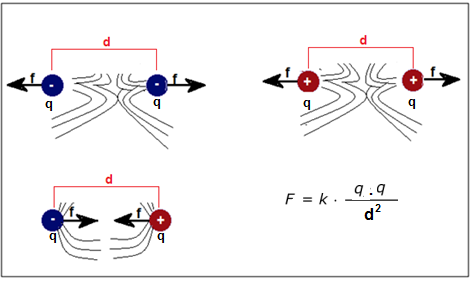 d
f - - f
q q
d
f + + f
q q
d
- f f +
q q
F = k · q . q / d²